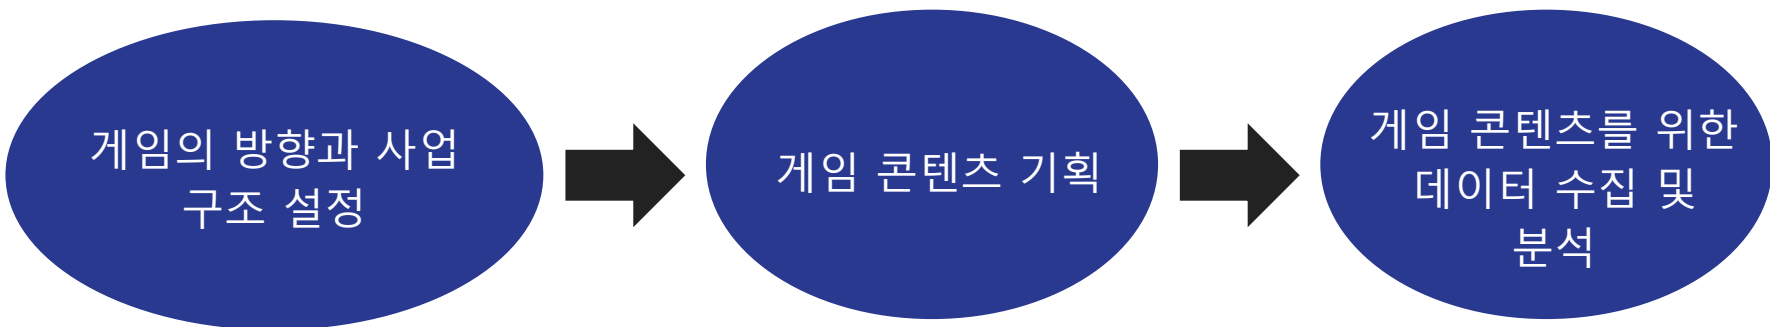 게임의 방향과 사업
구조 설정
게임 콘텐츠 기획
게임 콘텐츠를 위한
데이터 수집 및
분석